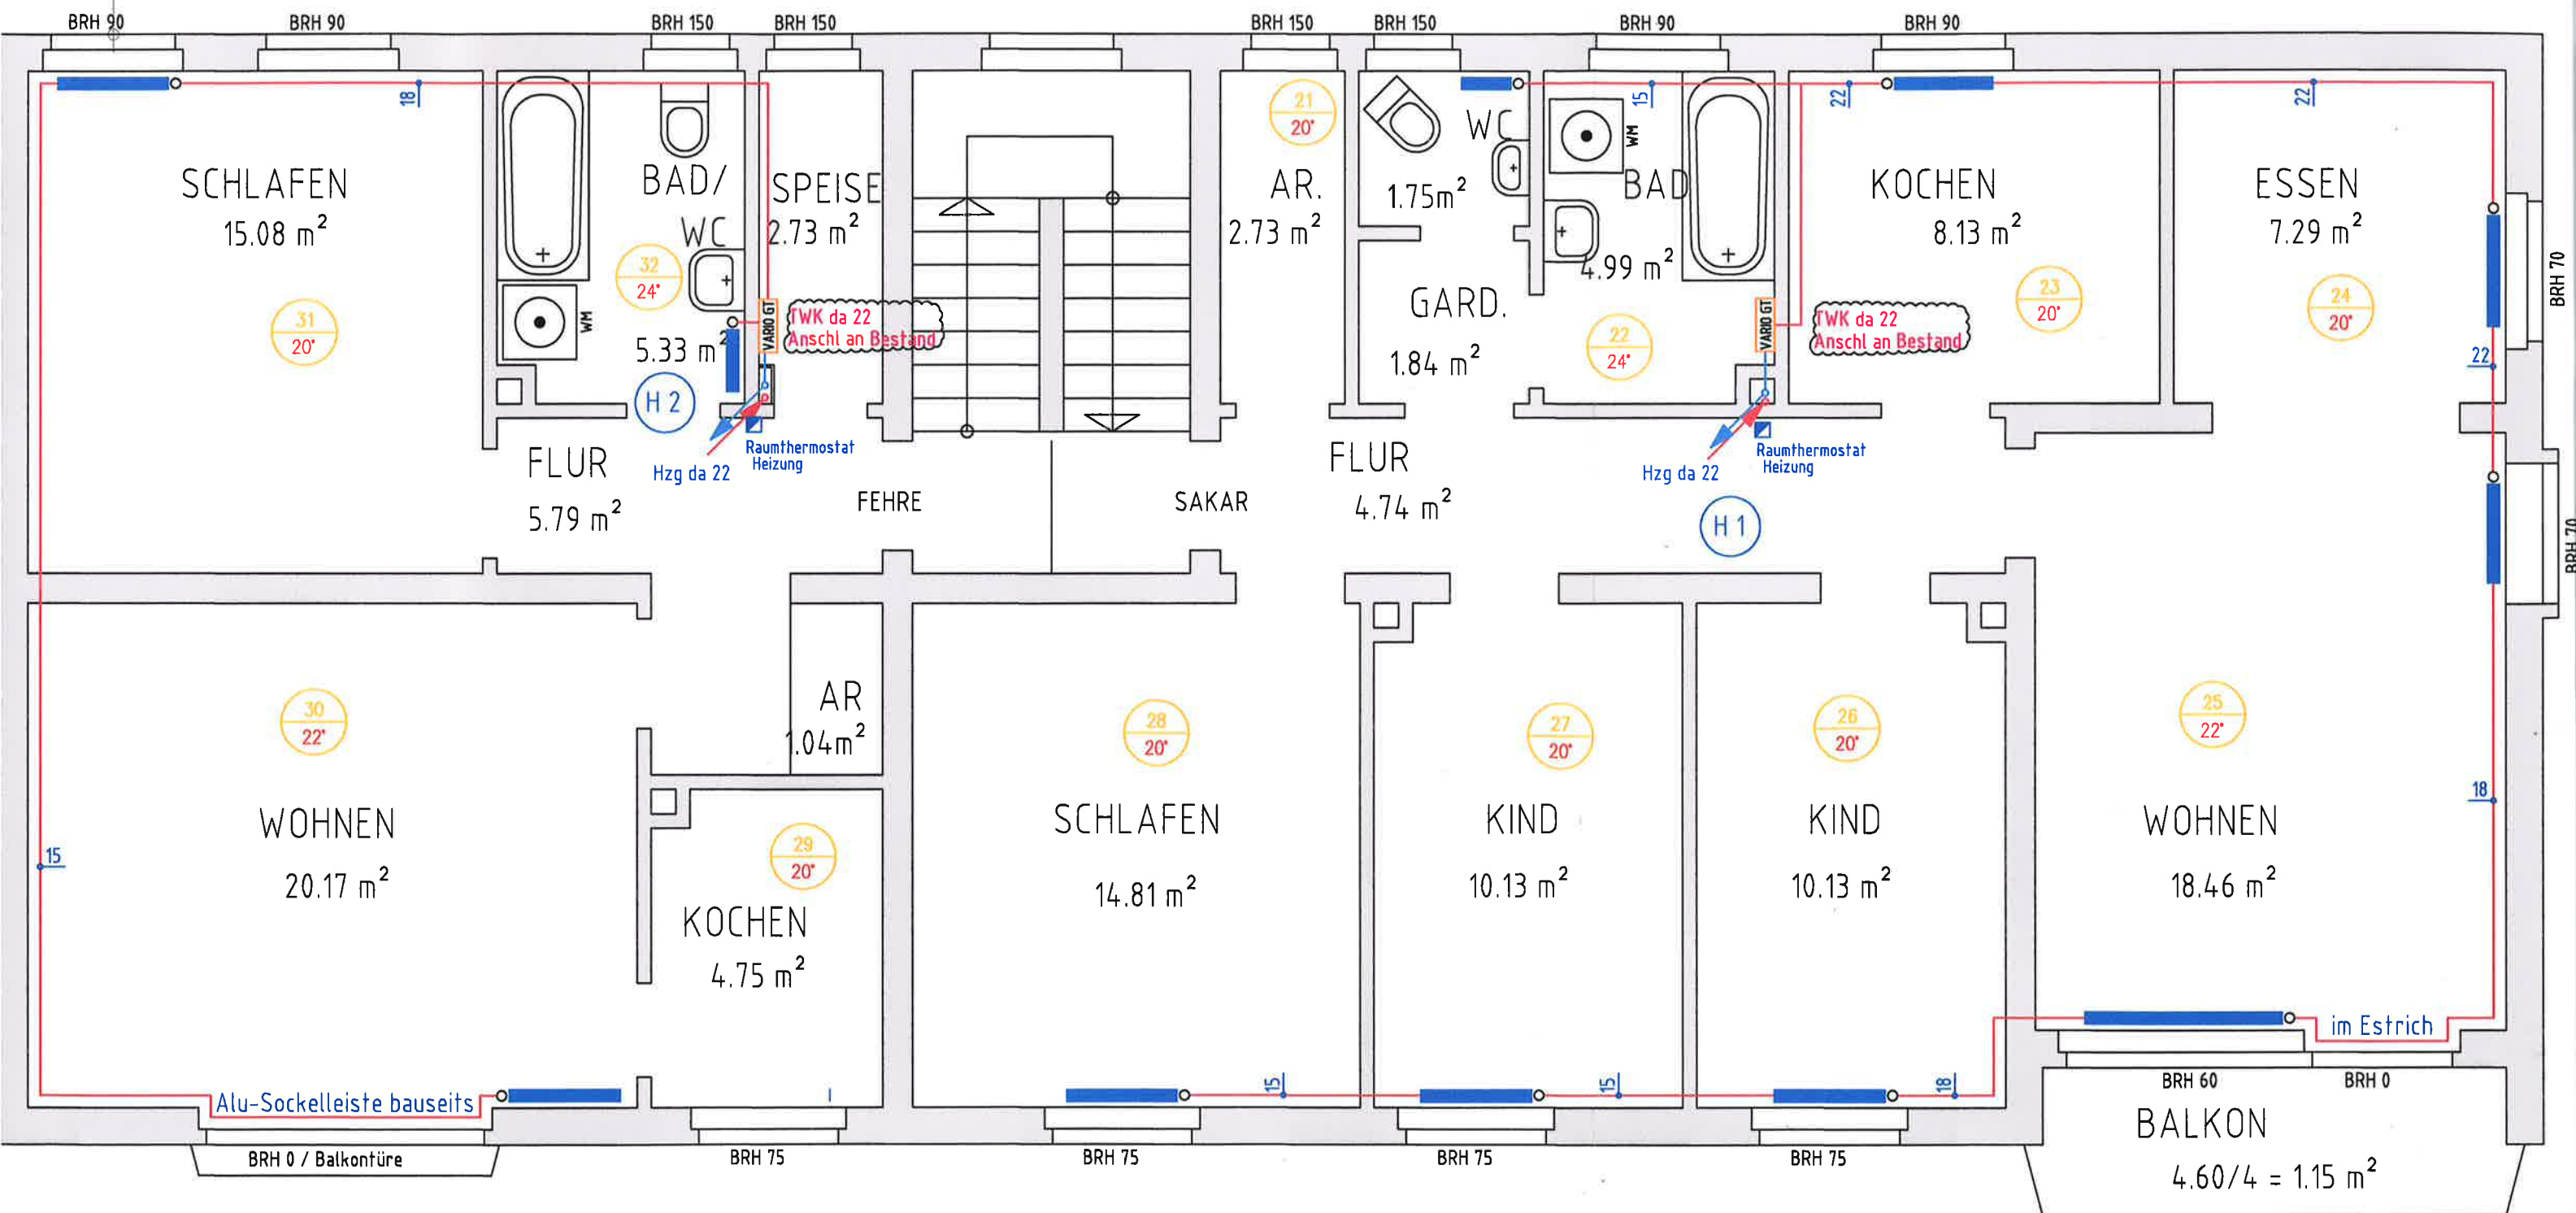 BRH 90
BRH 90
BRH 150
BRH 150
BRH 150
BRH 150
BRH 90
BRH 90
18
15
22
22
SCHLAFEN
15.08 m²
31
20°
BAD/
WC
32
24°
5.33 m²
WM
H 2
SPEISE
2.73 m²
VARIO GT
TWK da 22
Anschl an Bestand
Raumthermostat
Heizung
Hzg da 22
FLUR
5.79 m²
FEHRE
SAKAR
21
20°
AR.
2.73 m²
WC
1.75m²
GARD.
1.84 m²
WM
BAD
4.99 m²
22
24°
VARIO GT
TWK da 22
Anschl an Bestand
Raumthermostat
Heizung
Hzg da 22
H 1
FLUR
4.74 m²
KOCHEN
8.13 m²
23
20°
ESSEN
7.29 m²
24
20°
BRH 70
22
BRH 70
30
22°
WOHNEN
20.17 m²
15
Alu-Sockelleiste bauseits
BRH 0 / Balkontüre
AR
1.04m²
29
20°
KOCHEN
4.75 m²
BRH 75
28
20°
SCHLAFEN
14.81 m²
15
BRH 75
27
20°
KIND
10.13 m²
15
BRH 75
26
20°
KIND
10.13 m²
18
BRH 75
25
22°
WOHNEN
18.46 m²
18
im Estrich
BRH 60
BRH 0
BALKON
4.60/4 = 1.15 m²